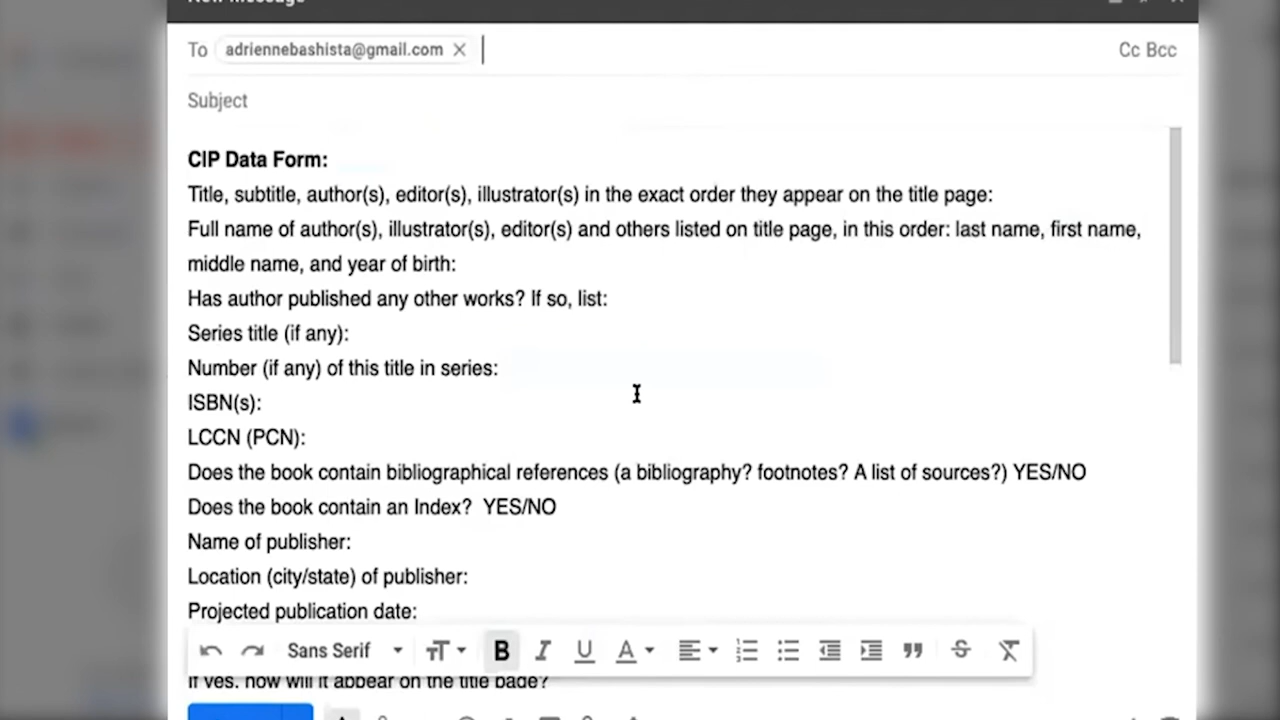 New Message
To adriennebashista@gmail.com Cc Bcc
Subject
CIP Data Form:
Title, subtitle, author(s), editor(s), illustrator(s) in the exact order they appear on the title page:
Full name of author(s), illustrator(s), editor(s) and others listed on title page, in this order: last name, first name,
middle name, and year of birth:
Has author published any other works? If so, list:
Series title (if any):
Number (if any) of this title in series:
ISBN(s):
LCCN (PCN):
Does the book contain bibliographical references (a bibliography? footnotes? A list of sources?) YES/NO
Does the book contain an Index?  YES/NO
Name of publisher:
Location (city/state) of publisher:
Projected publication date:
Sans Serif
If yes, how will it appear on the title page?